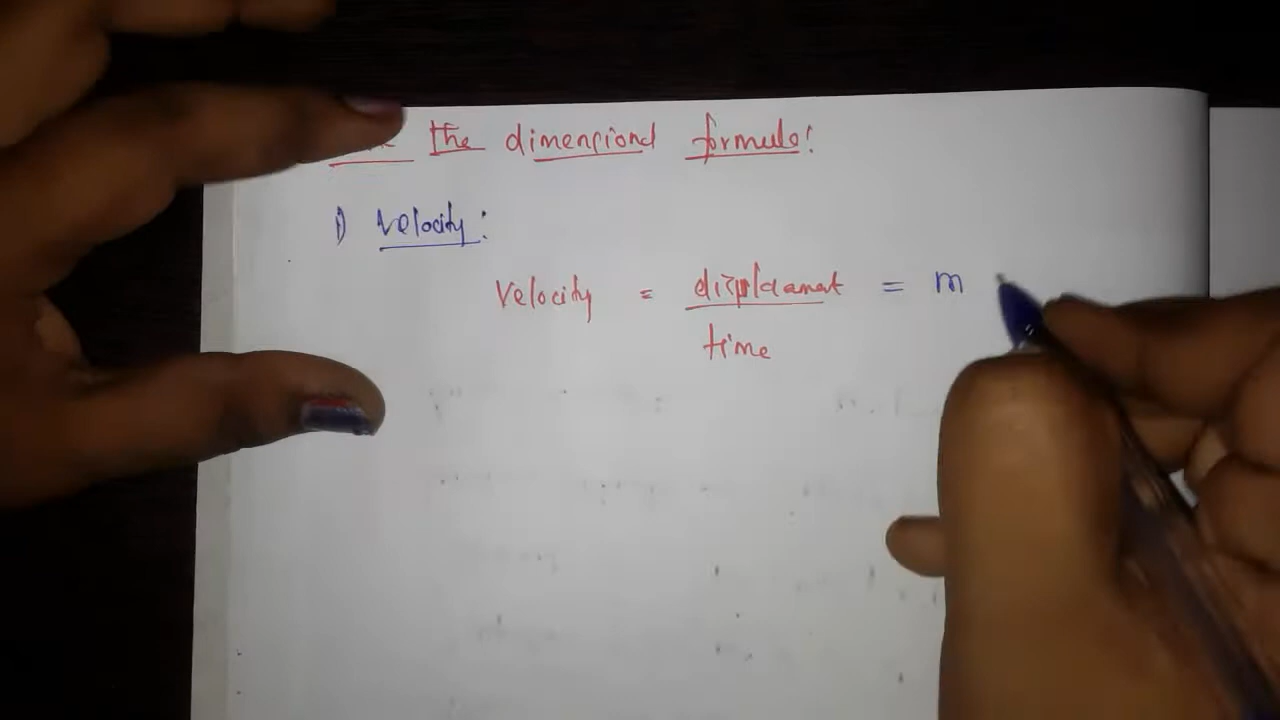 the dimensional formula:
1) Velocity:
Velocity = displacement = m
time